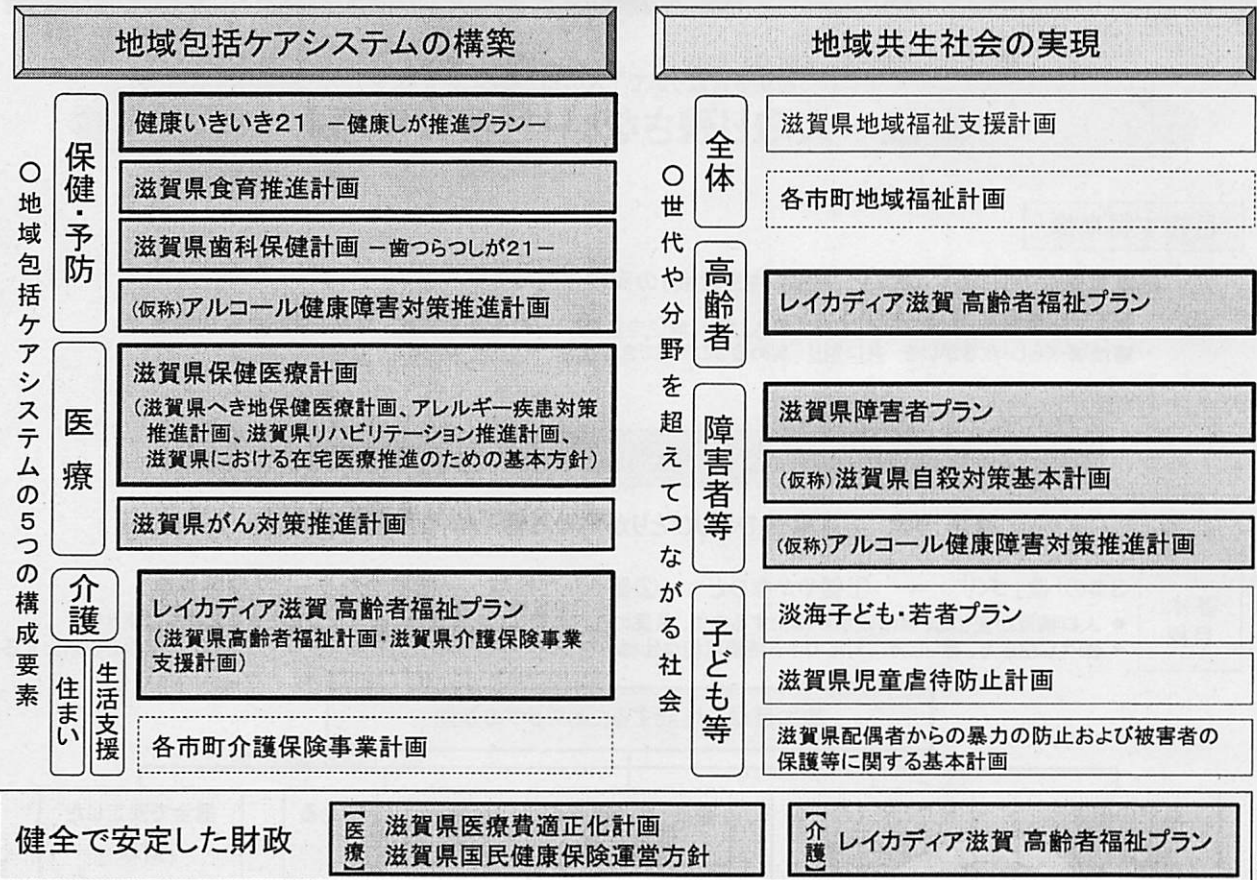 地域包括ケアシステムの構築
○地域包括ケアシステムの5つの構成要素
保健・予防
健康いきいき21 －健康しが推進プラン－
滋賀県食育推進計画
滋賀県歯科保健計画 －歯つらつしが21－
(仮称)アルコール健康障害対策推進計画
医療
滋賀県保健医療計画
(滋賀県へき地保健医療計画、アレルギー疾患対策
推進計画、滋賀県リハビリテーション推進計画、
滋賀県における在宅医療推進のための基本方針)
滋賀県がん対策推進計画
介護
住まい
生活支援
レイカディア滋賀 高齢者福祉プラン
(滋賀県高齢者福祉計画・滋賀県介護保険事業
支援計画)
各市町介護保険事業計画
地域共生社会の実現
○世代や分野を超えてつながる社会
全体
滋賀県地域福祉支援計画
各市町地域福祉計画
高齢者
レイカディア滋賀 高齢者福祉プラン
障害者等
滋賀県障害者プラン
(仮称)滋賀県自殺対策基本計画
(仮称)アルコール健康障害対策推進計画
子ども等
淡海子ども・若者プラン
滋賀県児童虐待防止計画
滋賀県配偶者からの暴力の防止および被害者の
保護等に関する基本計画
健全で安定した財政
【医療】
滋賀県医療費適正化計画
滋賀県国民健康保険運営方針
【介護】
レイカディア滋賀 高齢者福祉プラン